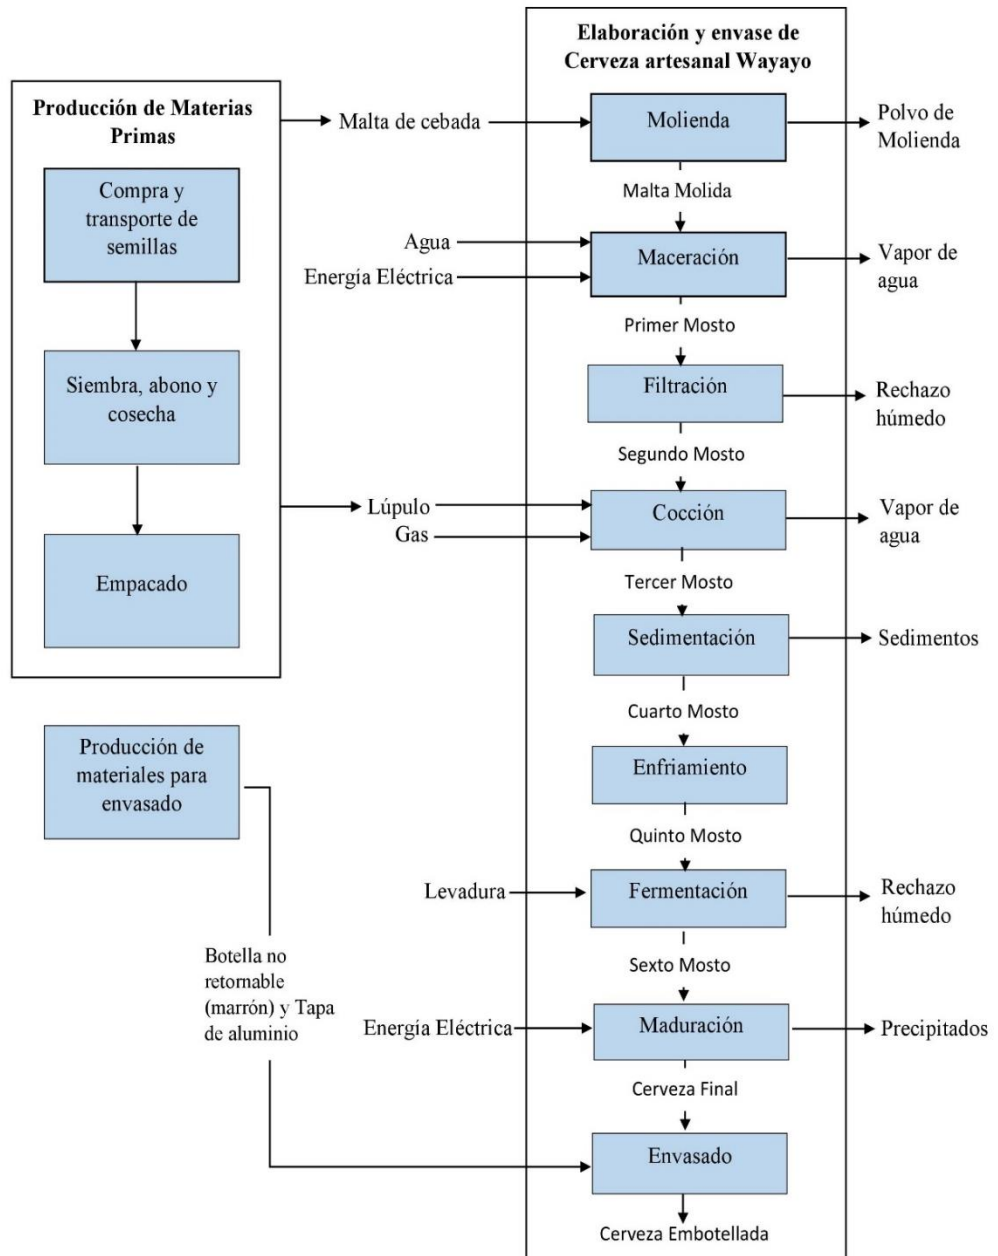 Producción de Materias
Primas
Compra y
transporte de
semillas
Siembra, abono y
cosecha
Empacado
Producción de
materiales para
envasado
Botella no
retornable
(marrón) y Tapa
de aluminio
Malta de cebada
Agua
Energía Eléctrica
Lúpulo
Gas
Levadura
Energía Eléctrica
Elaboración y envase de
Cerveza artesanal Wayayo
Molienda
Malta Molida
Maceración
Primer Mosto
Filtración
Segundo Mosto
Cocción
Tercer Mosto
Sedimentación
Cuarto Mosto
Enfriamiento
Quinto Mosto
Fermentación
Sexto Mosto
Maduración
Cerveza Final
Envasado
Cerveza Embotellada
Polvo de
Molienda
Vapor de
agua
Rechazo
húmedo
Vapor de
agua
Sedimentos
Rechazo
húmedo
Precipitados